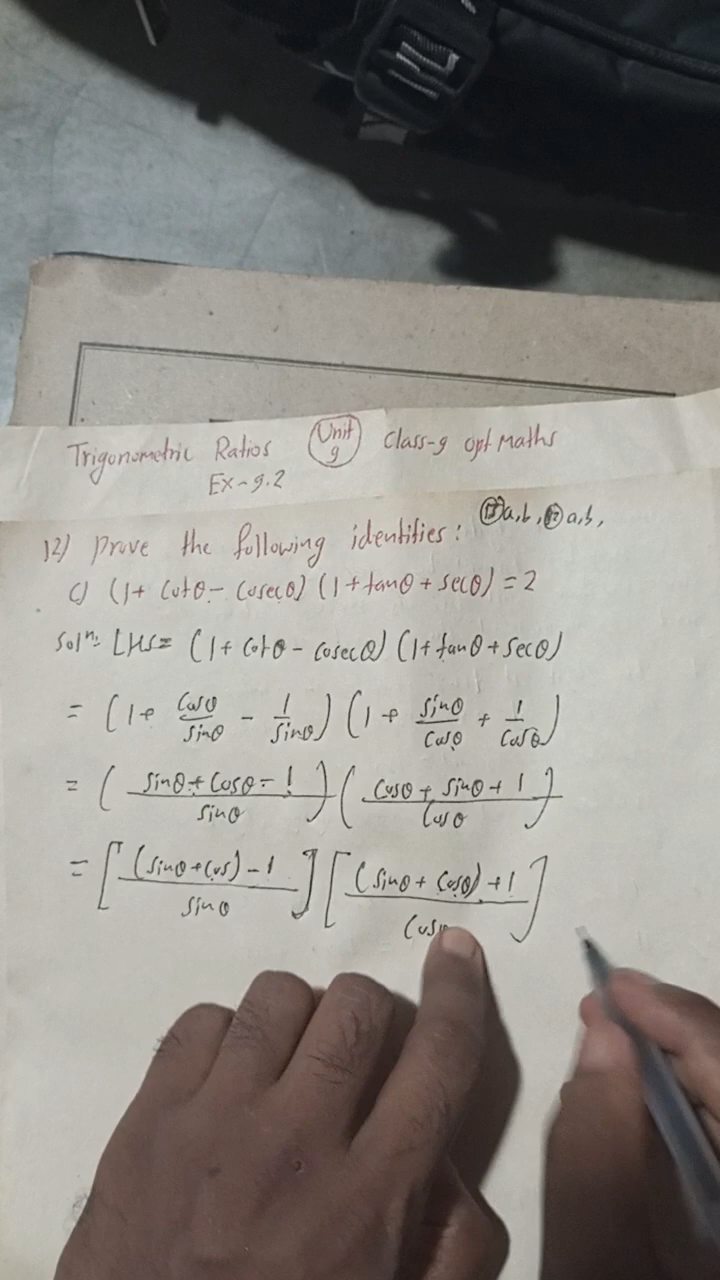 Trigonometric Ratios Unit 9 Class-9 opt Maths
Ex-9.2
12) Prove the following identities: a,b, a,b,
c) (1+ Cotθ- Cosecθ) (1+tanθ+secθ) = 2
Solⁿ: LHS= (1+ Cotθ - Cosecθ) (1+tanθ+Secθ)
= (1+ Cosθ/Sinθ - 1/Sinθ) (1+ Sinθ/Cosθ + 1/Cosθ)
= (Sinθ+Cosθ-1/Sinθ) (Cosθ+Sinθ+1/Cosθ)
= [(Sinθ+Cos)-1/Sinθ] [(Sinθ+Cosθ)+1/Cos]